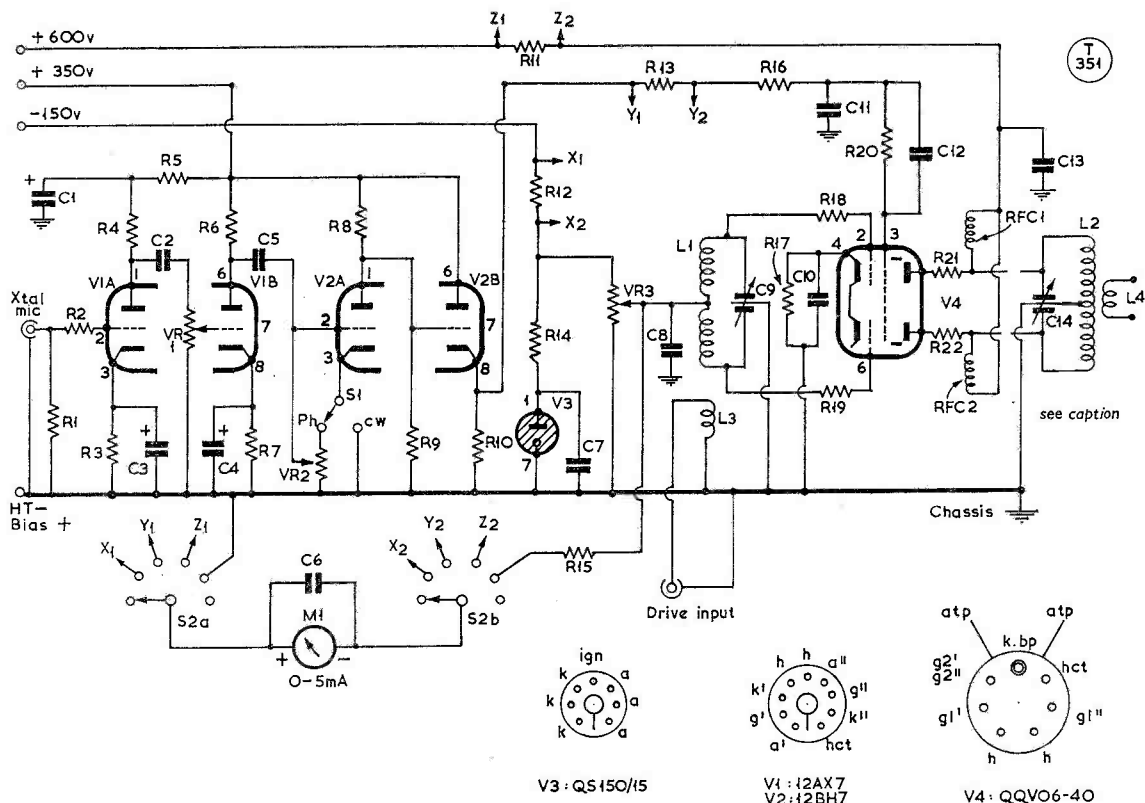 Z1 Z2
+ 600v
R11
T
351
+ 350v
R13 R16
Y1 Y2
C11
-150v
R20 C12
C13
R5
X1
+
C1
R12
X2
R4 C2 R6 C5 R8
R18
RFC1
L2
L1
R17
2 3
4
R21
1 6 1 6
V1A V1B V2A V2B
C10
C9
VR3
V4
L4
Xtal
mic
R2
VR
1
2 7 2 7
C14
R14
C8
R22
3 8 3 8
6
R19
S1
1 V3
L3
RFC2
see caption
R1
Ph cw
+ +
R3 C3 C4 R7
VR2
R9 R10
7
C7
HT-
Bias +
Chassis
Y1 Z1
X1
Y2 Z2
X2
C6
R15
S2a
M1
S2b
Drive input
+ -
0-5mA
atp atp
k.bp
g2' hct
g2"
g1' g1"
h h
ign
k a
k a
k a
h h
a"
k' g"
g' k"
a' hct
V3 : QS150/15
V1 : 12AX7
V2 : 12BH7
V4 : QQV06-40